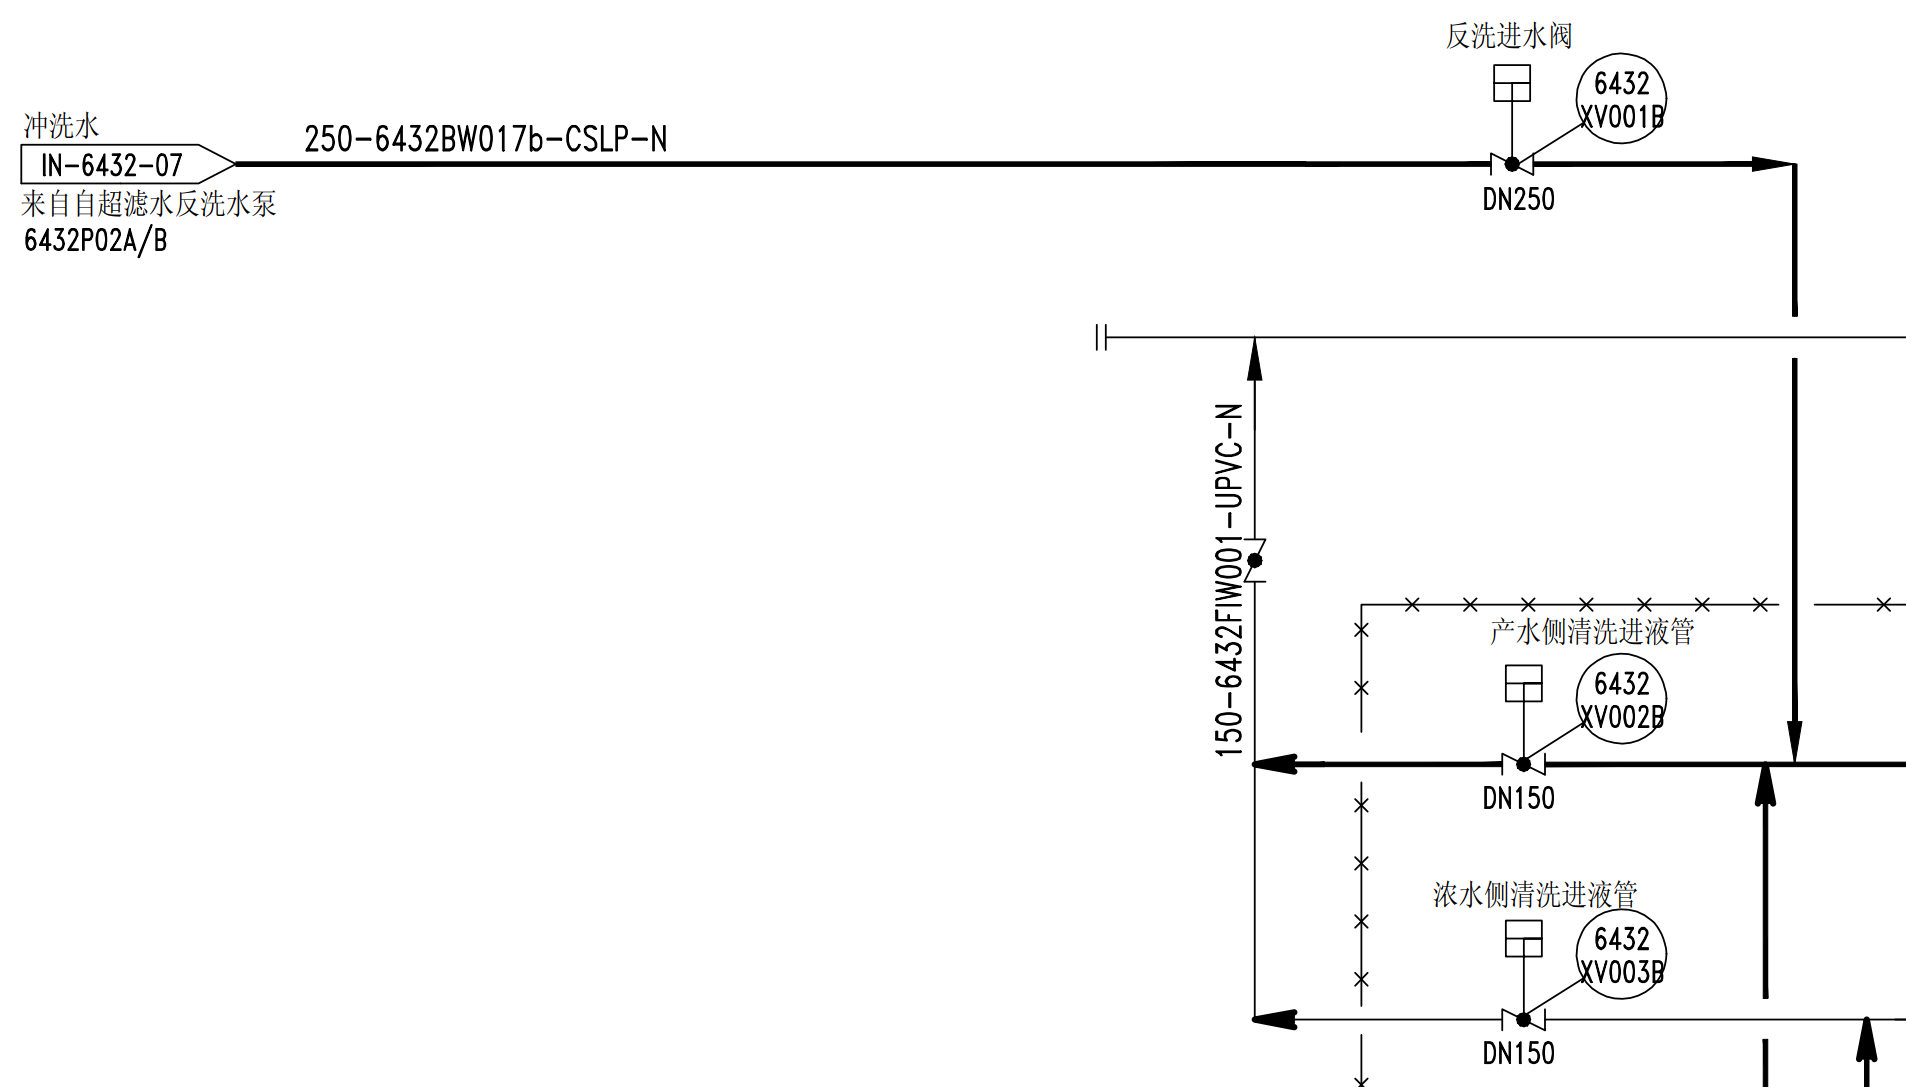 反洗进水阀
6432
XV001B
冲洗水
250-6432BW017b-CSLP-N
IN-6432-07
DN250
来自自超滤水反洗水泵
6432P02A/B
150-6432FIW001-UPVC-N
产水侧清洗进液管
6432
XV002B
DN150
浓水侧清洗进液管
6432
XV003B
DN150